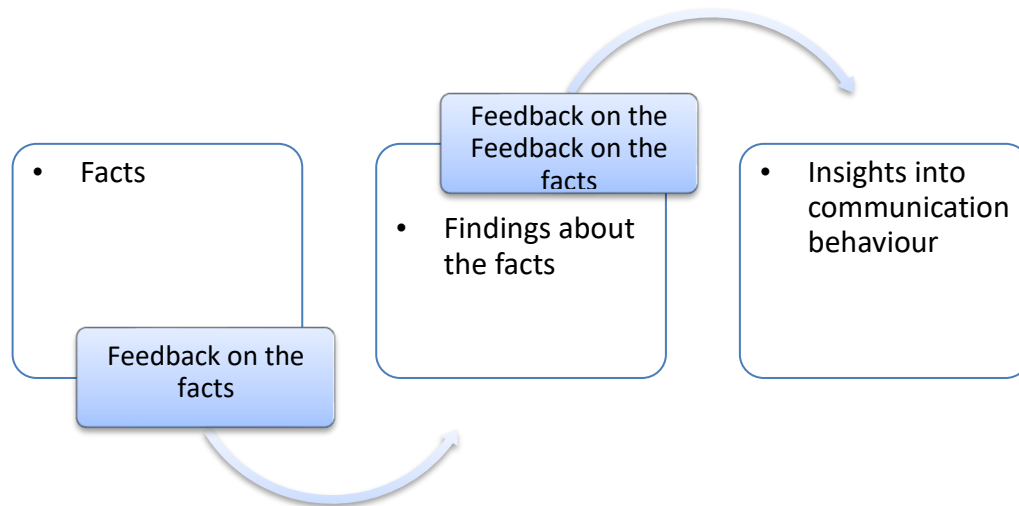 • Facts
Feedback on the
facts
Feedback on the
Feedback on the
facts
• Findings about
the facts
• Insights into
communication
behaviour